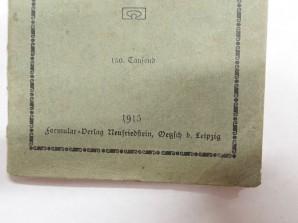 150. Tausend
1915
Formular-Verlag Neufriedstein, Oetzsch b. Leipzig